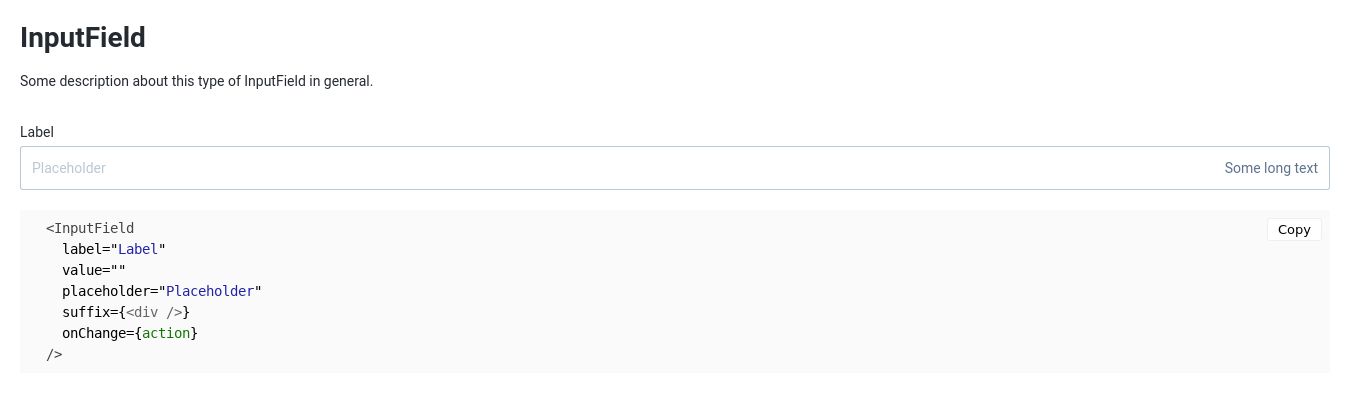 InputField
Some description about this type of InputField in general.
Label
Placeholder Some long text
<InputField
Copy
label="Label"
value=""
placeholder="Placeholder"
suffix={<div />}
onChange={action}
/>